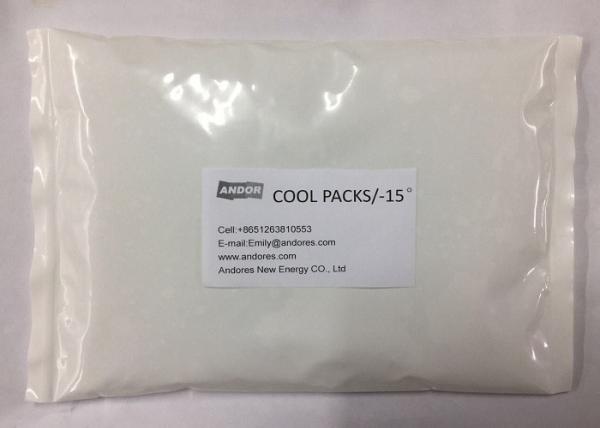 ANDOR COOL PACKS/-15°
Cell:+8651263810553
E-mail:Emily@andores.com
www.andores.com
Andores New Energy CO., Ltd